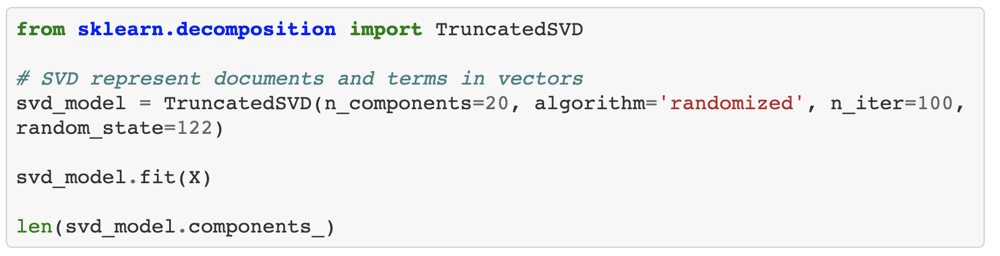 from sklearn.decomposition import TruncatedSVD
# SVD represent documents and terms in vectors
svd_model = TruncatedSVD(n_components=20, algorithm='randomized', n_iter=100,
random_state=122)
svd_model.fit(X)
len(svd_model.components_)